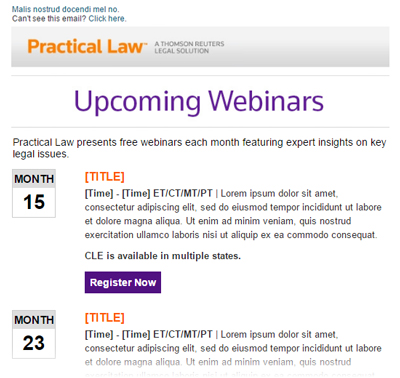 Malis nostrud docendi mel no.
Can't see this email? Click here.
Practical Law™ A THOMSON REUTERS
LEGAL SOLUTION
Upcoming Webinars
Practical Law presents free webinars each month featuring expert insights on key
legal issues.
MONTH
15
[TITLE]
[Time] - [Time] ET/CT/MT/PT | Lorem ipsum dolor sit amet,
consectetur adipiscing elit, sed do eiusmod tempor incididunt ut labore
et dolore magna aliqua. Ut enim ad minim veniam, quis nostrud
exercitation ullamco laboris nisi ut aliquip ex ea commodo consequat.
CLE is available in multiple states.
Register Now
MONTH
23
[TITLE]
[Time] - [Time] ET/CT/MT/PT | Lorem ipsum dolor sit amet,
consectetur adipiscing elit, sed do eiusmod tempor incididunt ut labore
et dolore magna aliqua. Ut enim ad minim veniam, quis nostrud